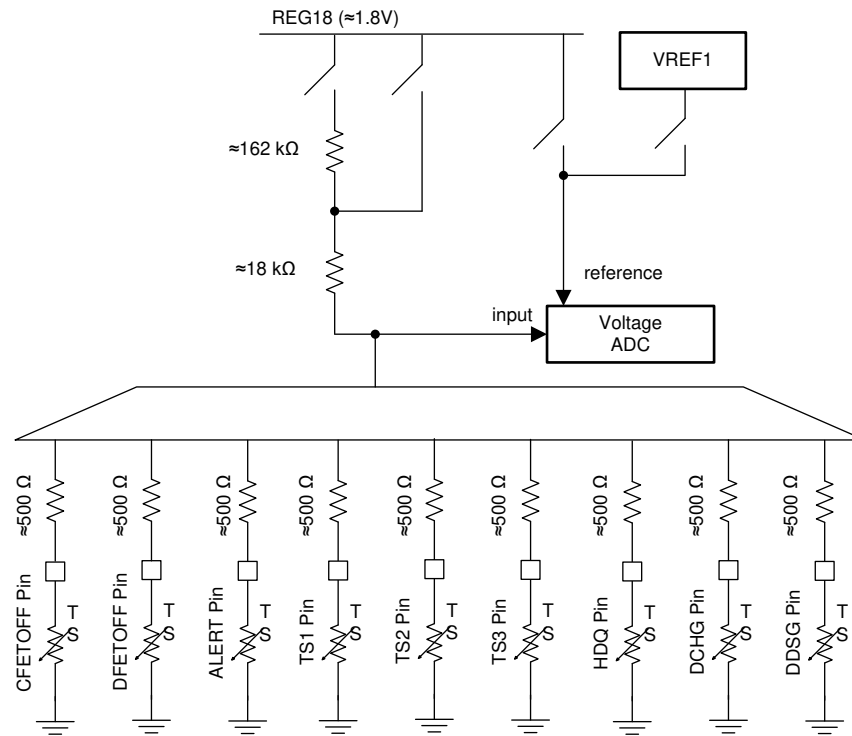 REG18 (≈1.8V)
VREF1
≈162 kΩ
≈18 kΩ
reference
input
Voltage
ADC
≈500 Ω
≈500 Ω
≈500 Ω
≈500 Ω
≈500 Ω
≈500 Ω
≈500 Ω
≈500 Ω
≈500 Ω
CFETOFF Pin
T
S
DFETOFF Pin
T
S
ALERT Pin
T
S
TS1 Pin
T
S
TS2 Pin
T
S
TS3 Pin
T
S
HDQ Pin
T
S
DCHG Pin
T
S
DDSG Pin
T
S